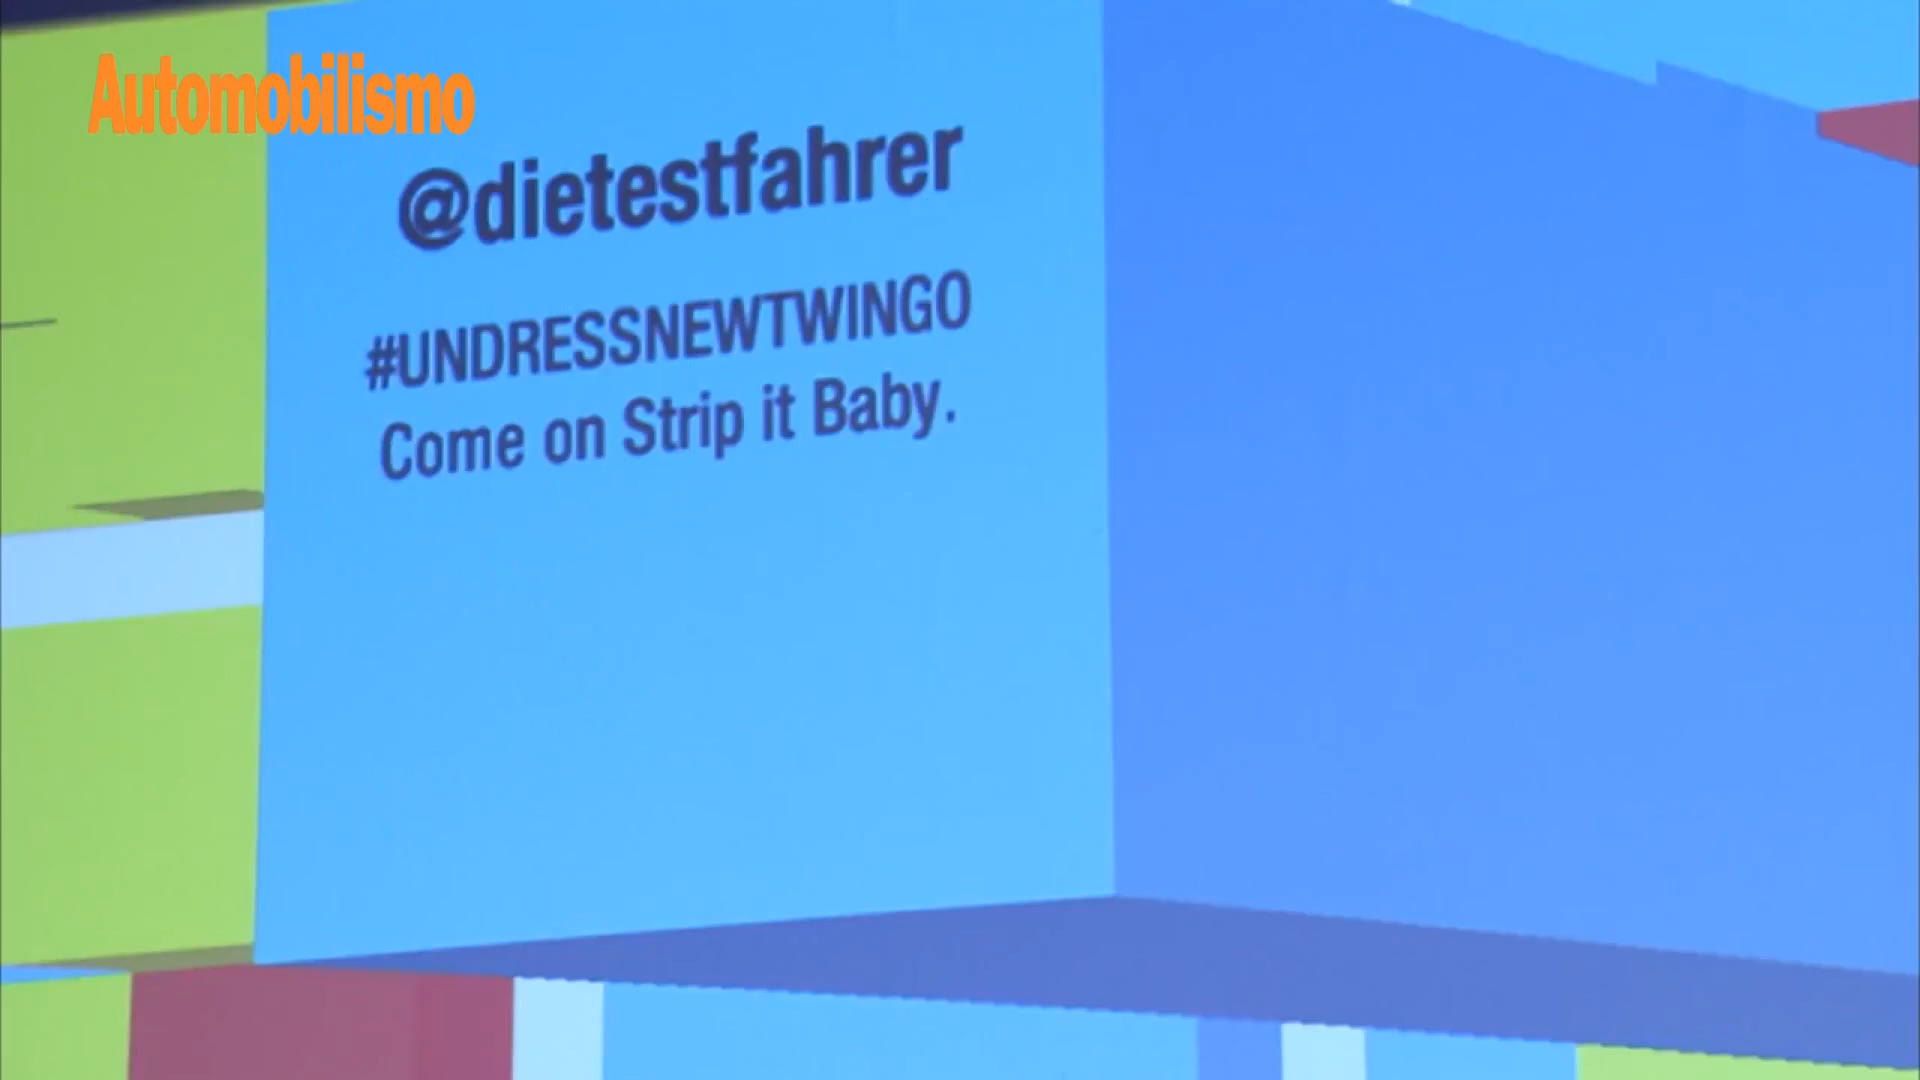 Automobilismo
@dietestfahrer
#UNDRESSNEWTWINGO
Come on Strip it Baby.